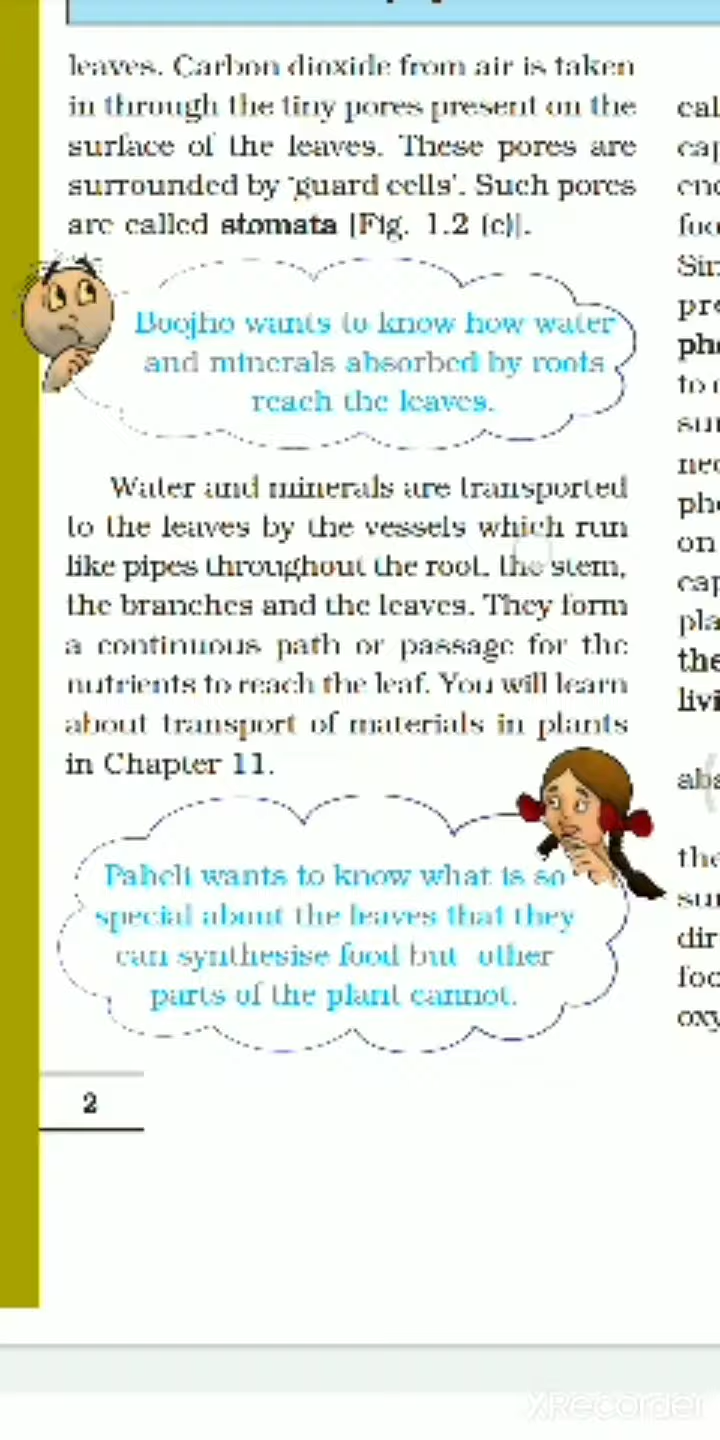 leaves. Carbon dioxide from air is taken
in through the tiny pores present on the
surface of the leaves. These pores are
surrounded by 'guard cells'. Such pores
are called stomata [Fig. 1.2 (c)].
Boojho wants to know how water
and minerals absorbed by roots
reach the leaves.
Water and minerals are transported
to the leaves by the vessels which run
like pipes throughout the root, the stem,
the branches and the leaves. They form
a continuous path or passage for the
nutrients to reach the leaf. You will learn
about transport of materials in plants
in Chapter 11.
Paheli wants to know what is so
special about the leaves that they
can synthesise food but other
parts of the plant cannot.
2
the
on
to
the
XRecorder